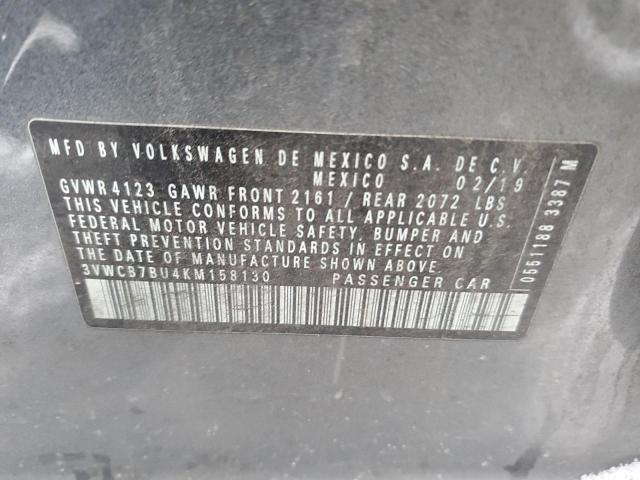 MFD BY VOLKSWAGEN DE MEXICO S.A. DE C.V.
MEXICO 02/19
GVWR 4123 GAWR FRONT 2161 / REAR 2072 LBS
THIS VEHICLE CONFORMS TO ALL APPLICABLE U.S.
FEDERAL MOTOR VEHICLE SAFETY, BUMPER AND
THEFT PREVENTION STANDARDS IN EFFECT ON
THE DATE OF MANUFACTURE SHOWN ABOVE
3VWCB7BU4KM158130 PASSENGER CAR
0551188 3387 M